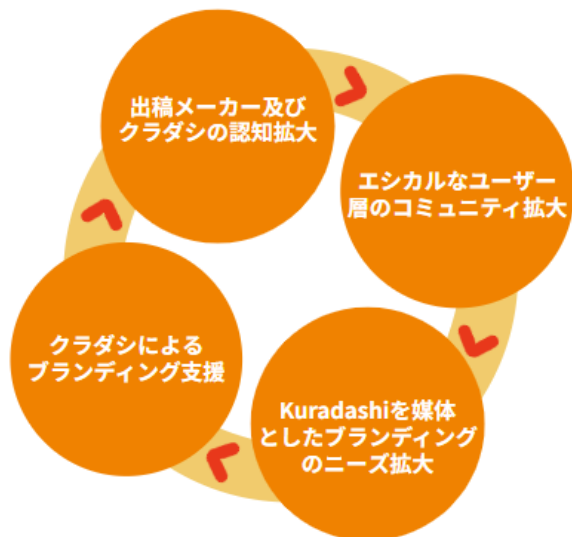 出稿メーカー及び
クラダシの認知拡大
エシカルなユーザー
層のコミュニティ拡大
Kuradashiを媒体
としたブランディング
のニーズ拡大
クラダシによる
ブランディング支援